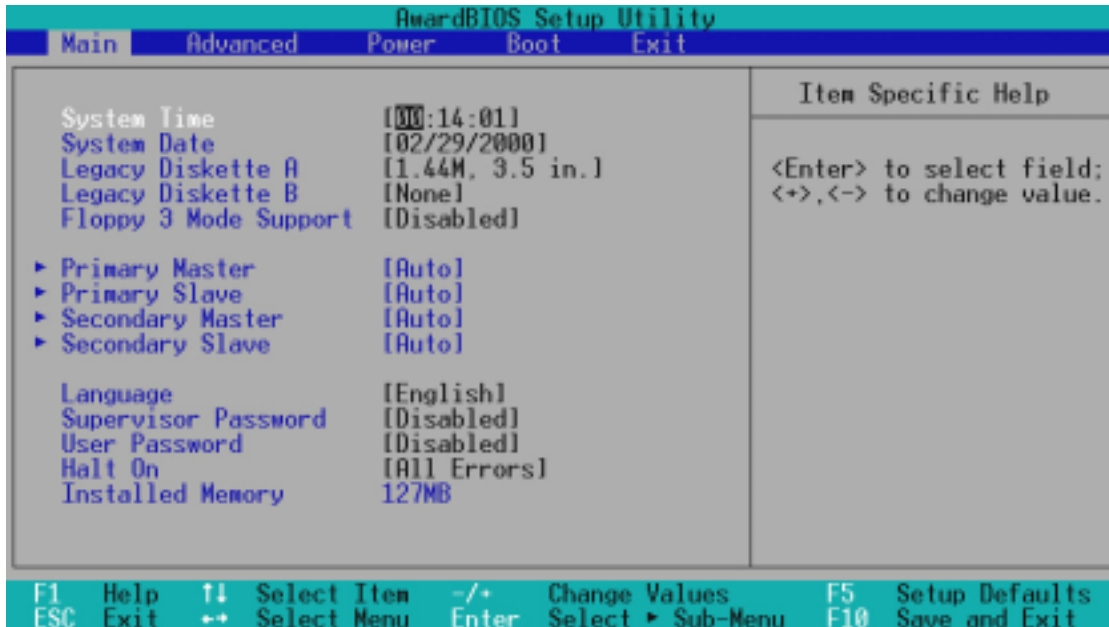 AwardBIOS Setup Utility
Main Advanced Power Boot Exit
Item Specific Help
System Time [00:14:01]
System Date [02/29/2000]
Legacy Diskette A [1.44M, 3.5 in.]
Legacy Diskette B [None]
Floppy 3 Mode Support [Disabled]
► Primary Master [Auto]
► Primary Slave [Auto]
► Secondary Master [Auto]
► Secondary Slave [Auto]
Language [English]
Supervisor Password [Disabled]
User Password [Disabled]
Halt On [All Errors]
Installed Memory 127MB
<Enter> to select field;
<+>,<-> to change value.
F1 Help ↑↓ Select Item -/+ Change Values F5 Setup Defaults
ESC Exit ←→ Select Menu Enter Select ► Sub-Menu F10 Save and Exit